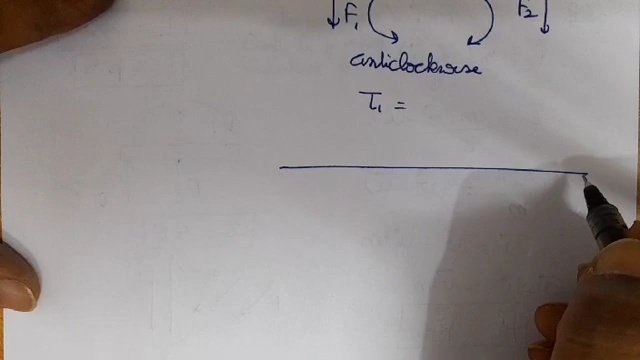 F₁ F₂
anticlockwise
τ₁ =